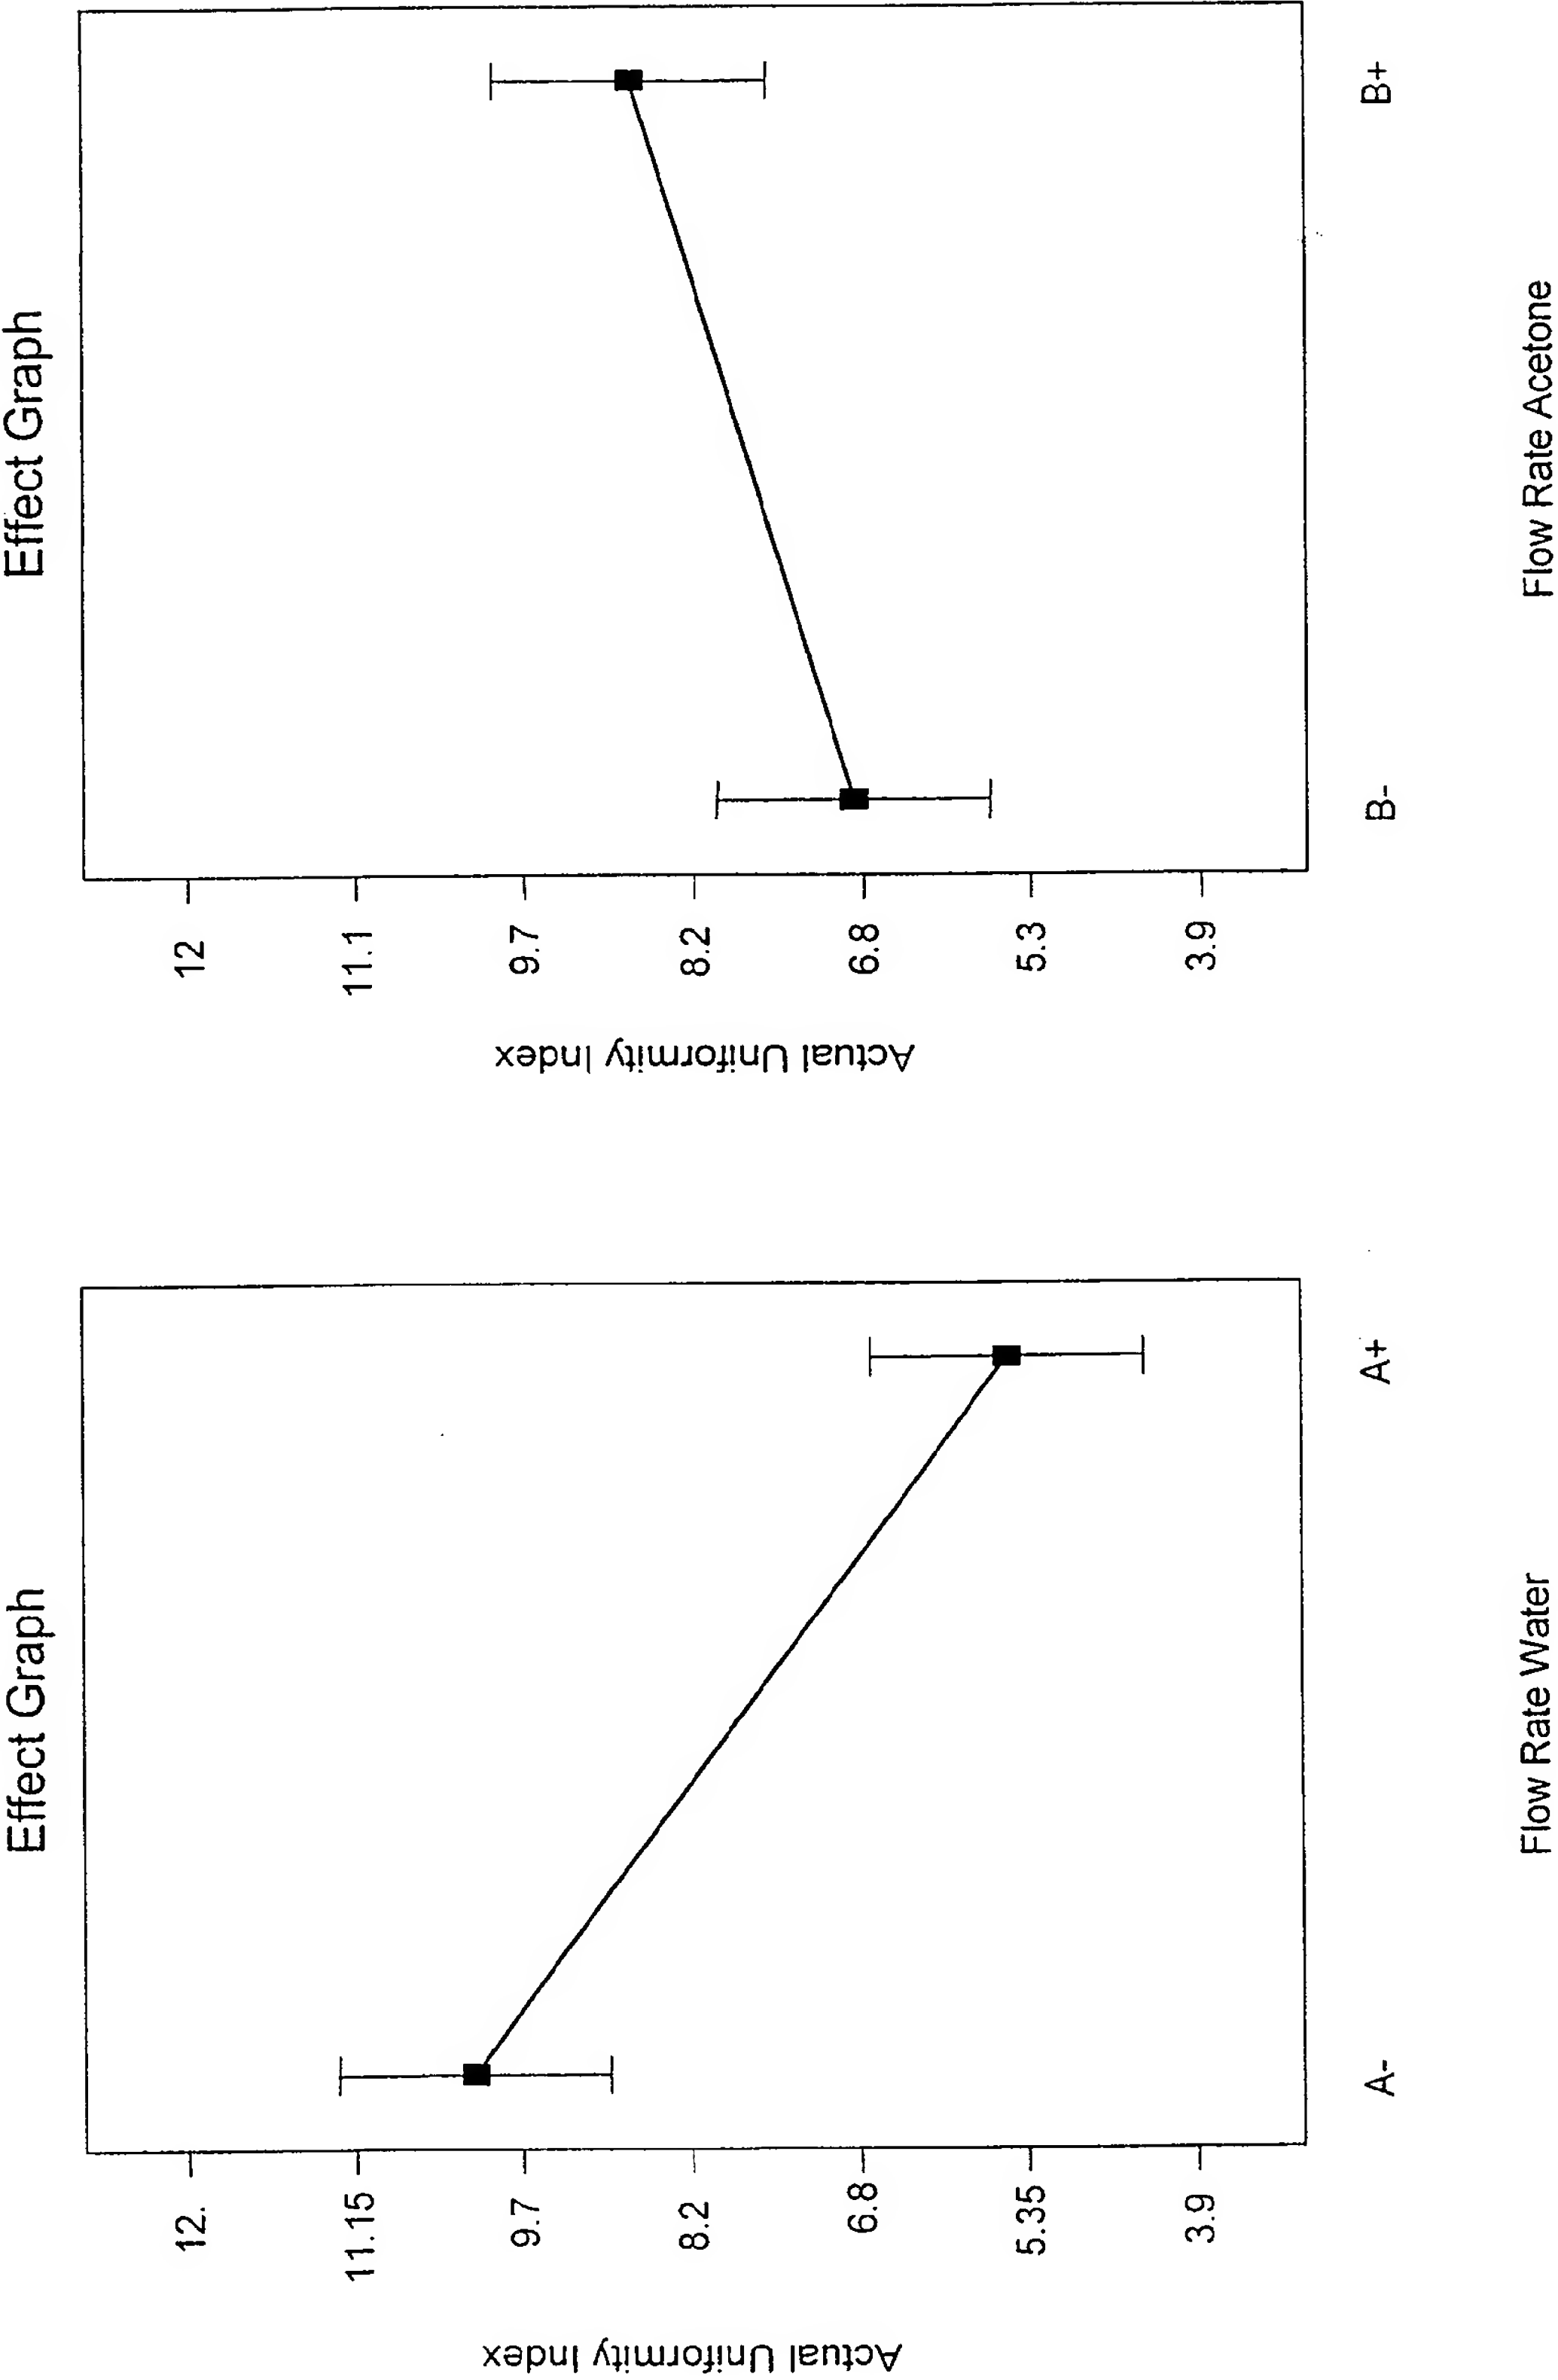 Effect Graph
Actual Uniformity Index
12.
11.15
9.7
8.2
6.8
5.35
3.9
A-
A+
Flow Rate Water
Effect Graph
Actual Uniformity Index
12
11.1
9.7
8.2
6.8
5.3
3.9
B-
B+
Flow Rate Acetone